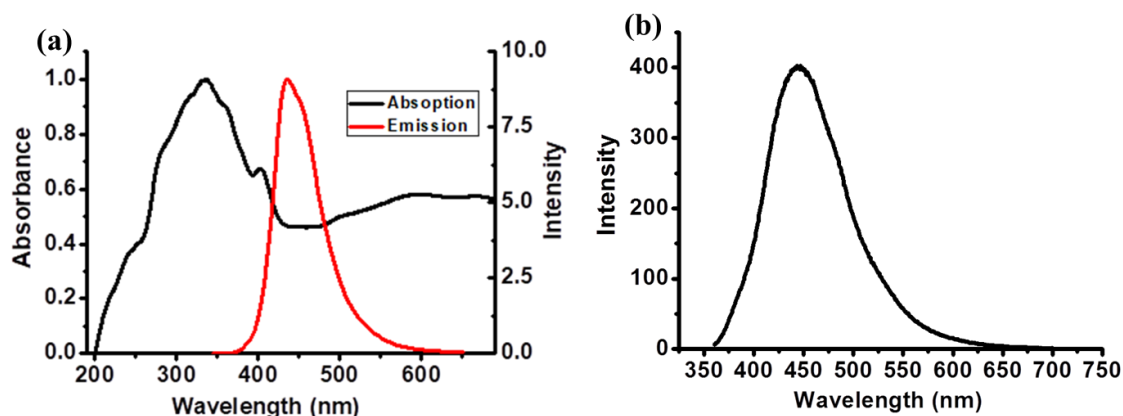 (a)
1.0
0.8
0.6
0.4
0.2
0.0
Absorbance
200 300 400 500 600
Wavelength (nm)
10.0
7.5
5.0
2.5
0.0
Intensity
Absoption
Emission
(b)
400
300
200
100
0
Intensity
350 400 450 500 550 600 650 700 750
Wavelength (nm)